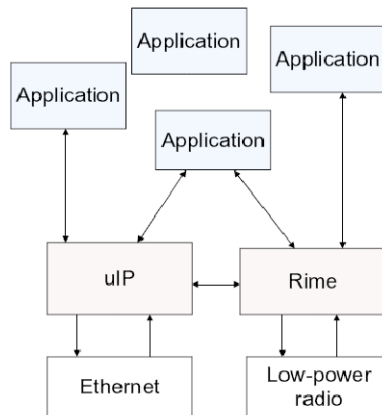 Application
Application
Application
Application
uIP
Rime
Ethernet
Low-power
radio